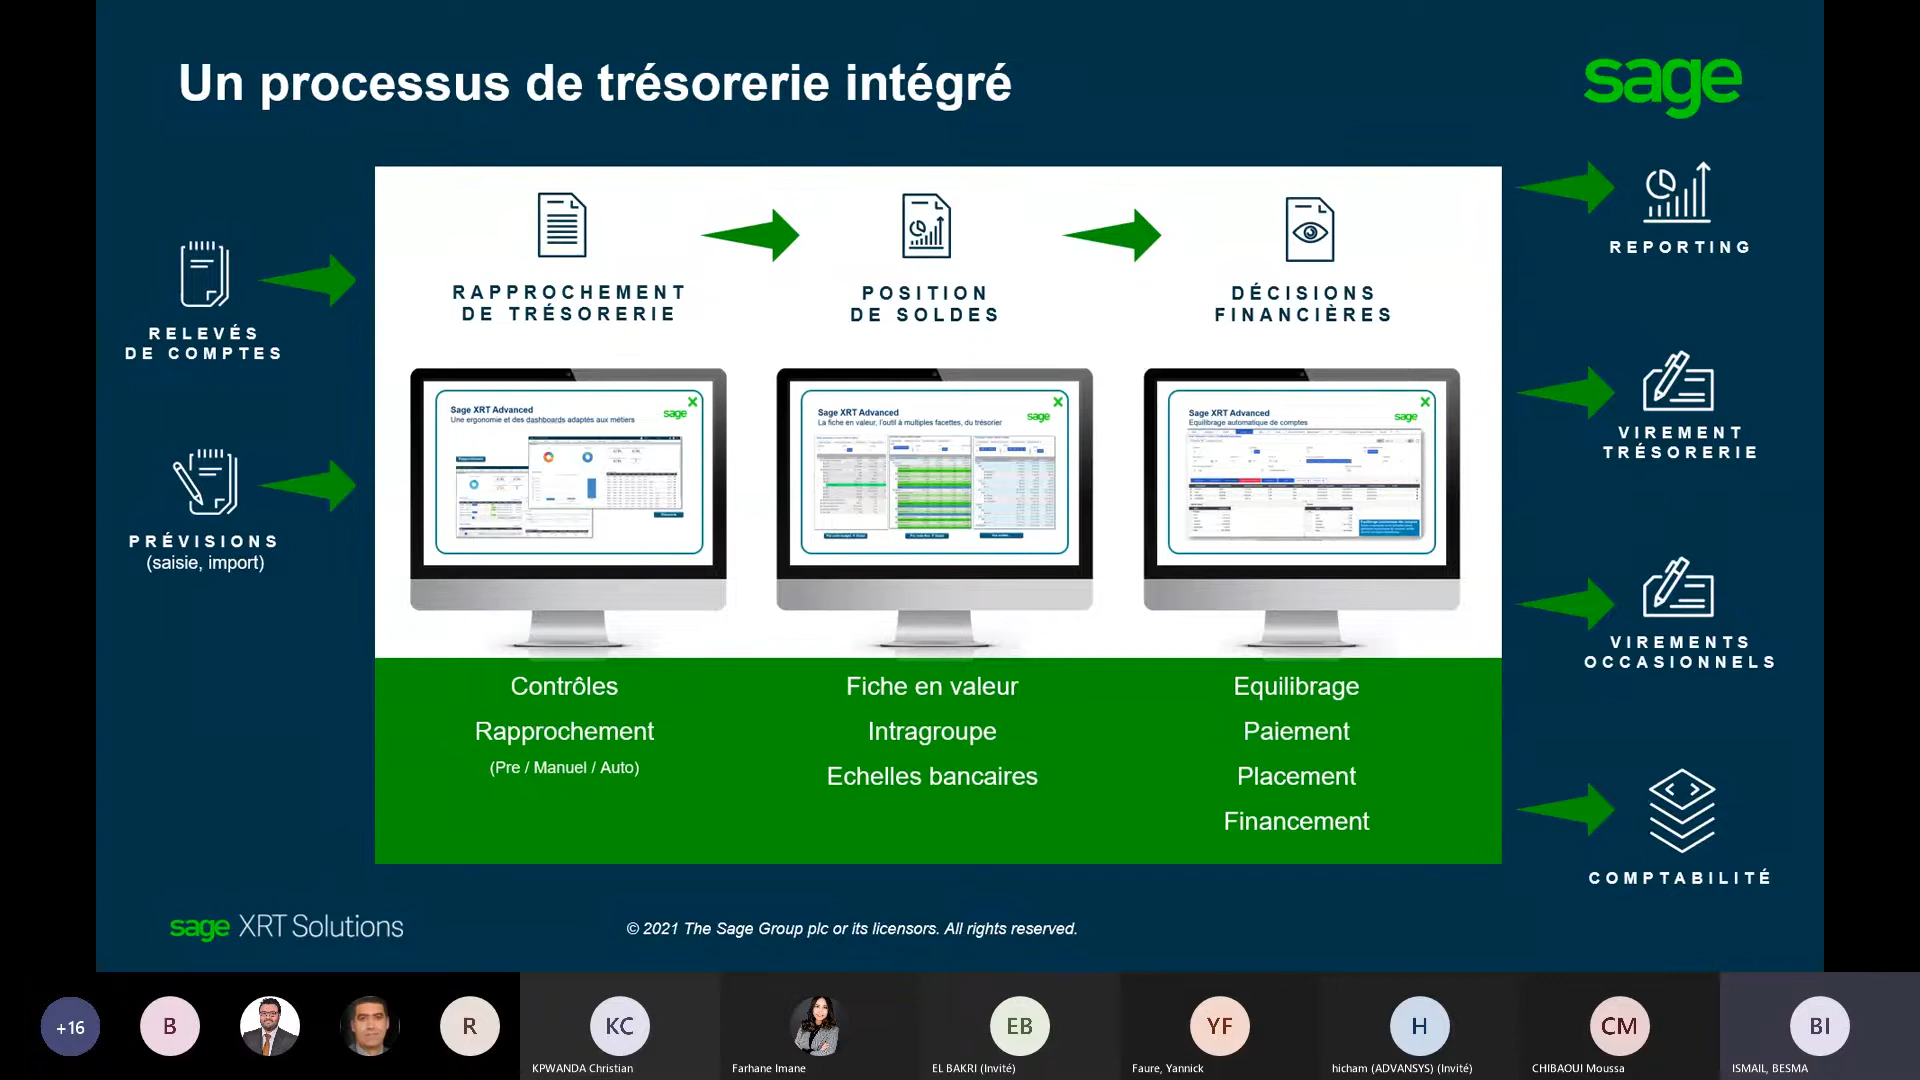 Un processus de trésorerie intégré
sage
RELEVÉS
DE COMPTES
PRÉVISIONS
(saisie, import)
RAPPROCHEMENT
DE TRÉSORERIE
POSITION
DE SOLDES
DÉCISIONS
FINANCIÈRES
Sage XRT Advanced
Une ergonomie et des dashboards adaptés aux métiers
sage
Sage XRT Advanced
La fiche en valeur, l'outil à multiples facettes, du trésorier
sage
Sage XRT Advanced
Equilibrage automatique de comptes
sage
Contrôles
Rapprochement
(Pre / Manuel / Auto)
Fiche en valeur
Intragroupe
Echelles bancaires
Equilibrage
Paiement
Placement
Financement
REPORTING
VIREMENT
TRÉSORERIE
VIREMENTS
OCCASIONNELS
COMPTABILITÉ
sage XRT Solutions
© 2021 The Sage Group plc or its licensors. All rights reserved.
+16
B
R
KC
KPWANDA Christian
Farhane Imane
EB
EL BAKRI (Invité)
YF
Faure, Yannick
H
hicham (ADVANSYS) (Invité)
CM
CHIBAOUI Moussa
BI
ISMAIL, BESMA